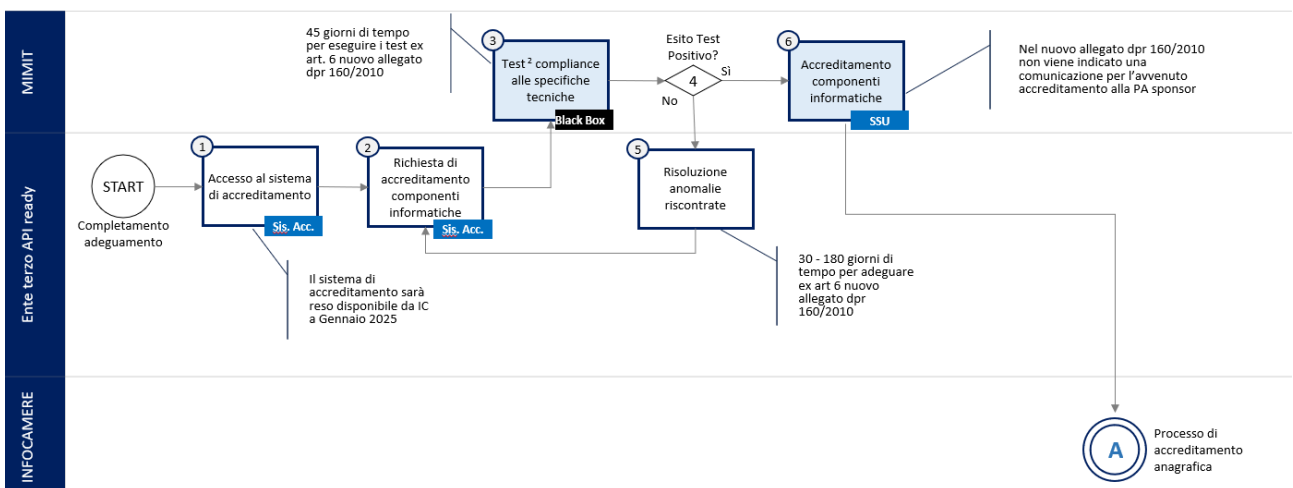 MIMIT
45 giorni di tempo
per eseguire i test ex
art. 6 nuovo allegato
dpr 160/2010
3
Test 2 compliance
alle specifiche
tecniche
Black Box
Esito Test
Positivo?
4
Sì
No
6
Accreditamento
componenti
informatiche
SSU
Nel nuovo allegato dpr 160/2010
non viene indicato una
comunicazione per l'avvenuto
accreditamento alla PA sponsor
Ente terzo API ready
START
Completamento
adeguamento
1
Accesso al sistema
di accreditamento
Sis. Acc.
Il sistema di
accreditamento sarà
reso disponibile da IC
a Gennaio 2025
2
Richiesta di
accreditamento
componenti
informatiche
Sis. Acc.
5
Risoluzione
anomalie
riscontrate
30 - 180 giorni di
tempo per adeguare
ex art 6 nuovo
allegato dpr
160/2010
INFOCAMERE
A
Processo di
accreditamento
anagrafica